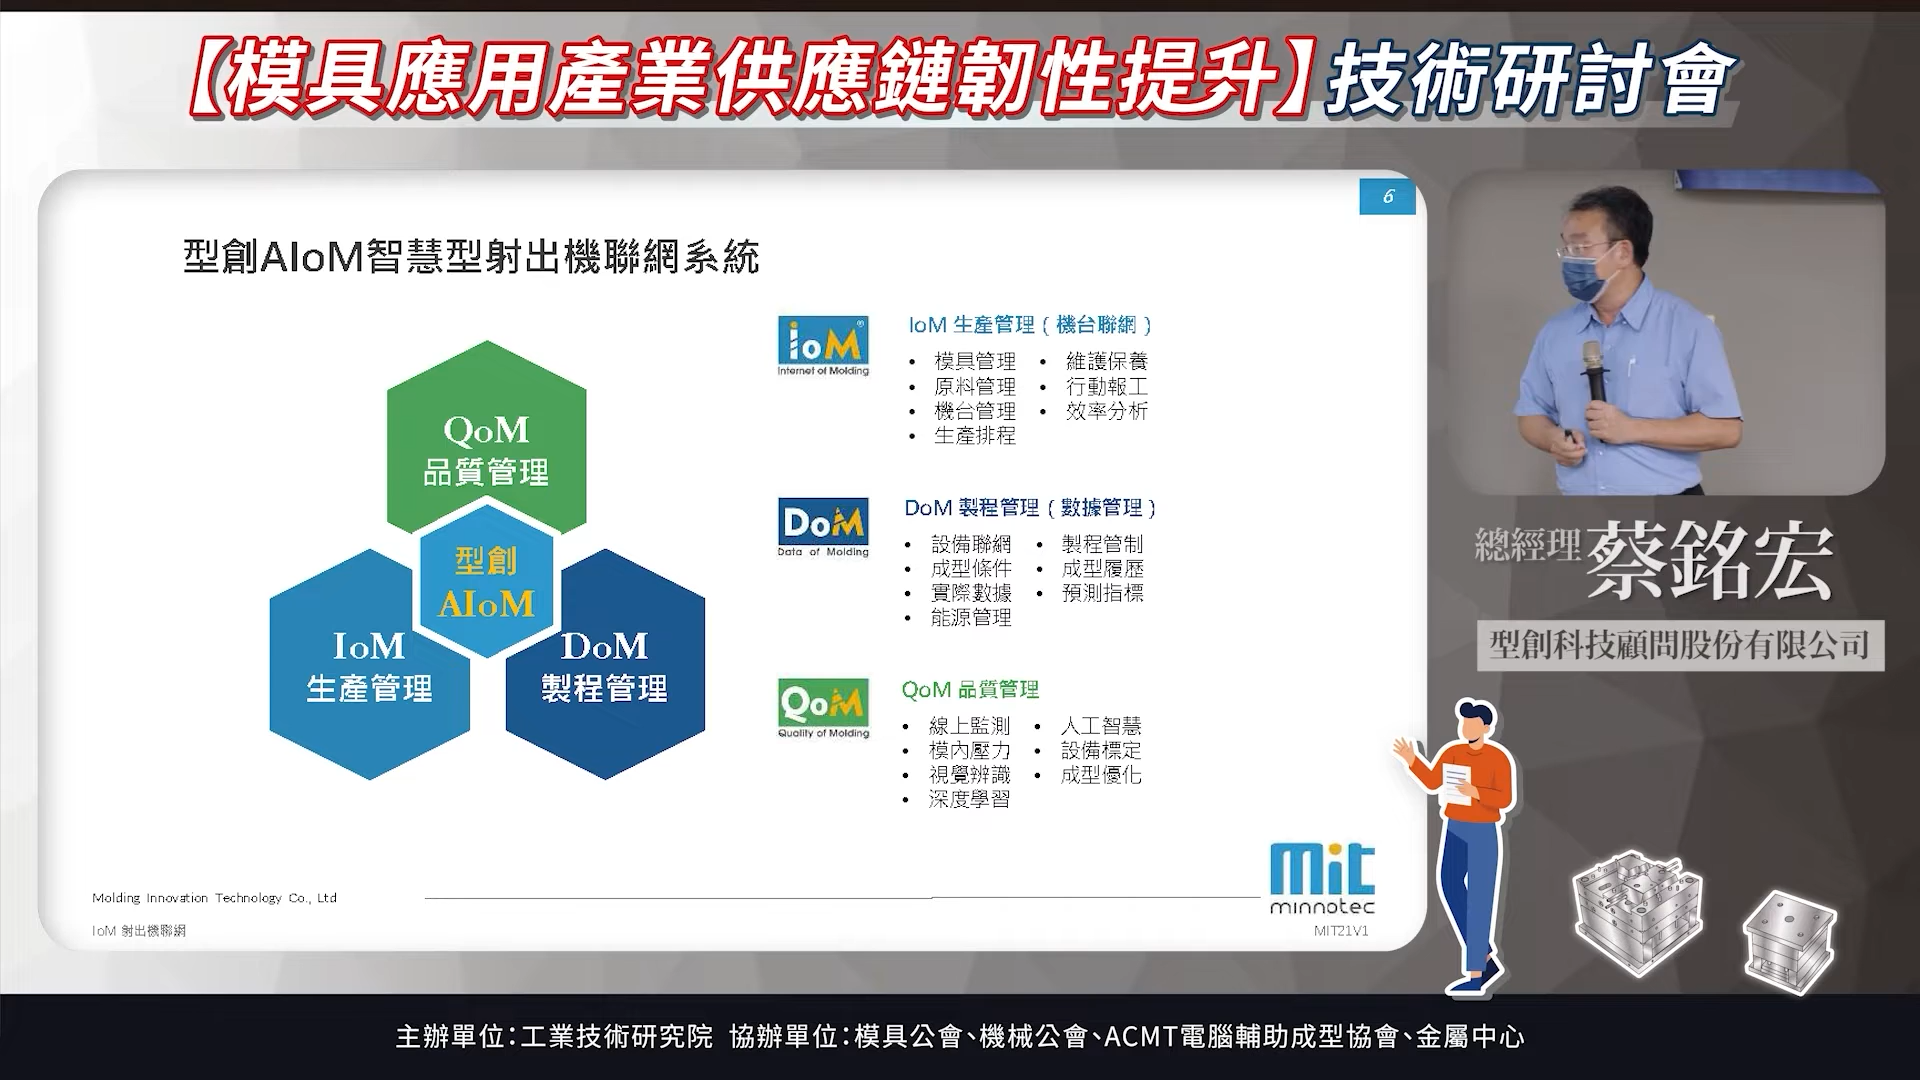 【模具應用產業供應鏈韌性提升】技術研討會
6
型創AIoM智慧型射出機聯網系統
QoM
品質管理
型創
AIoM
IoM
生產管理
DoM
製程管理
IoM®
Internet of Molding
IoM 生產管理 ( 機台聯網 )
• 模具管理 • 維護保養
• 原料管理 • 行動報工
• 機台管理 • 效率分析
• 生產排程
DoM
Data of Molding
DoM 製程管理 ( 數據管理 )
• 設備聯網 • 製程管制
• 成型條件 • 成型履歷
• 實際數據 • 預測指標
• 能源管理
QoM
Quality of Molding
QoM 品質管理
• 線上監測 • 人工智慧
• 模內壓力 • 設備標定
• 視覺辨識 • 成型優化
• 深度學習
Molding Innovation Technology Co., Ltd
IoM 射出機聯網
mit
minnotec
MIT21V1
總經理 蔡銘宏
型創科技顧問股份有限公司
主辦單位：工業技術研究院 協辦單位：模具公會、機械公會、ACMT電腦輔助成型協會、金屬中心